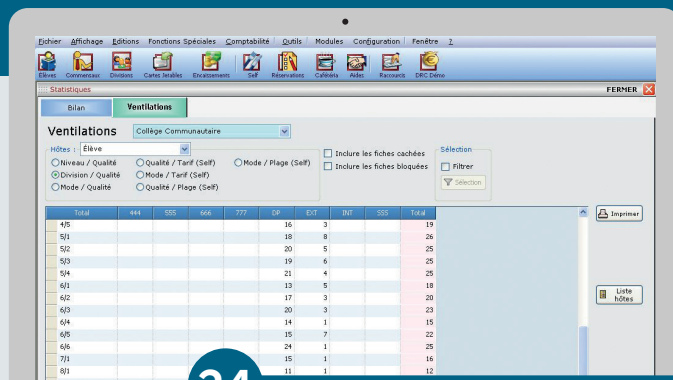 Fichier Affichage Editions Fonctions Spéciales Comptabilité Outils Modules Configuration Fenêtre ?
Elèves Commensaux Divisions Cartes Jetables Encaissements Self Réservations Cafétéria Aides Raccourcis DRC Démo
Statistiques FERMER
Bilan Ventilations
Ventilations Collège Communautaire
Hôtes : Élève Inclure les fiches cachées Sélection
Niveau / Qualité Qualité / Tarif (Self) Mode / Plage (Self) Inclure les fiches bloquées Filtrer
Division / Qualité Mode / Tarif (Self) Sélection
Mode / Qualité Qualité / Plage (Self)
Total 444 555 666 777 DP EXT INT SSS Total Imprimer
4/5 16 3 19
5/1 18 8 26
5/2 20 5 25
5/3 19 6 25
5/4 21 4 25
6/1 13 5 18
6/2 17 3 20 Liste hôtes
6/3 20 3 23
6/4 14 1 15
6/5 15 7 22
6/6 24 1 25
7/1 15 1 16
8/1 11 1 12